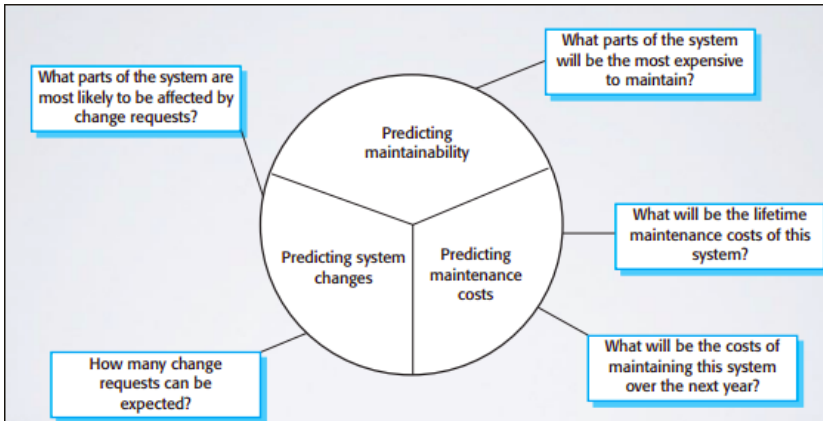 What parts of the system
will be the most expensive
to maintain?
What parts of the system are
most likely to be affected by
change requests?
Predicting
maintainability
What will be the lifetime
maintenance costs of this
system?
Predicting system
changes
Predicting
maintenance
costs
What will be the costs of
maintaining this system
over the next year?
How many change
requests can be
expected?